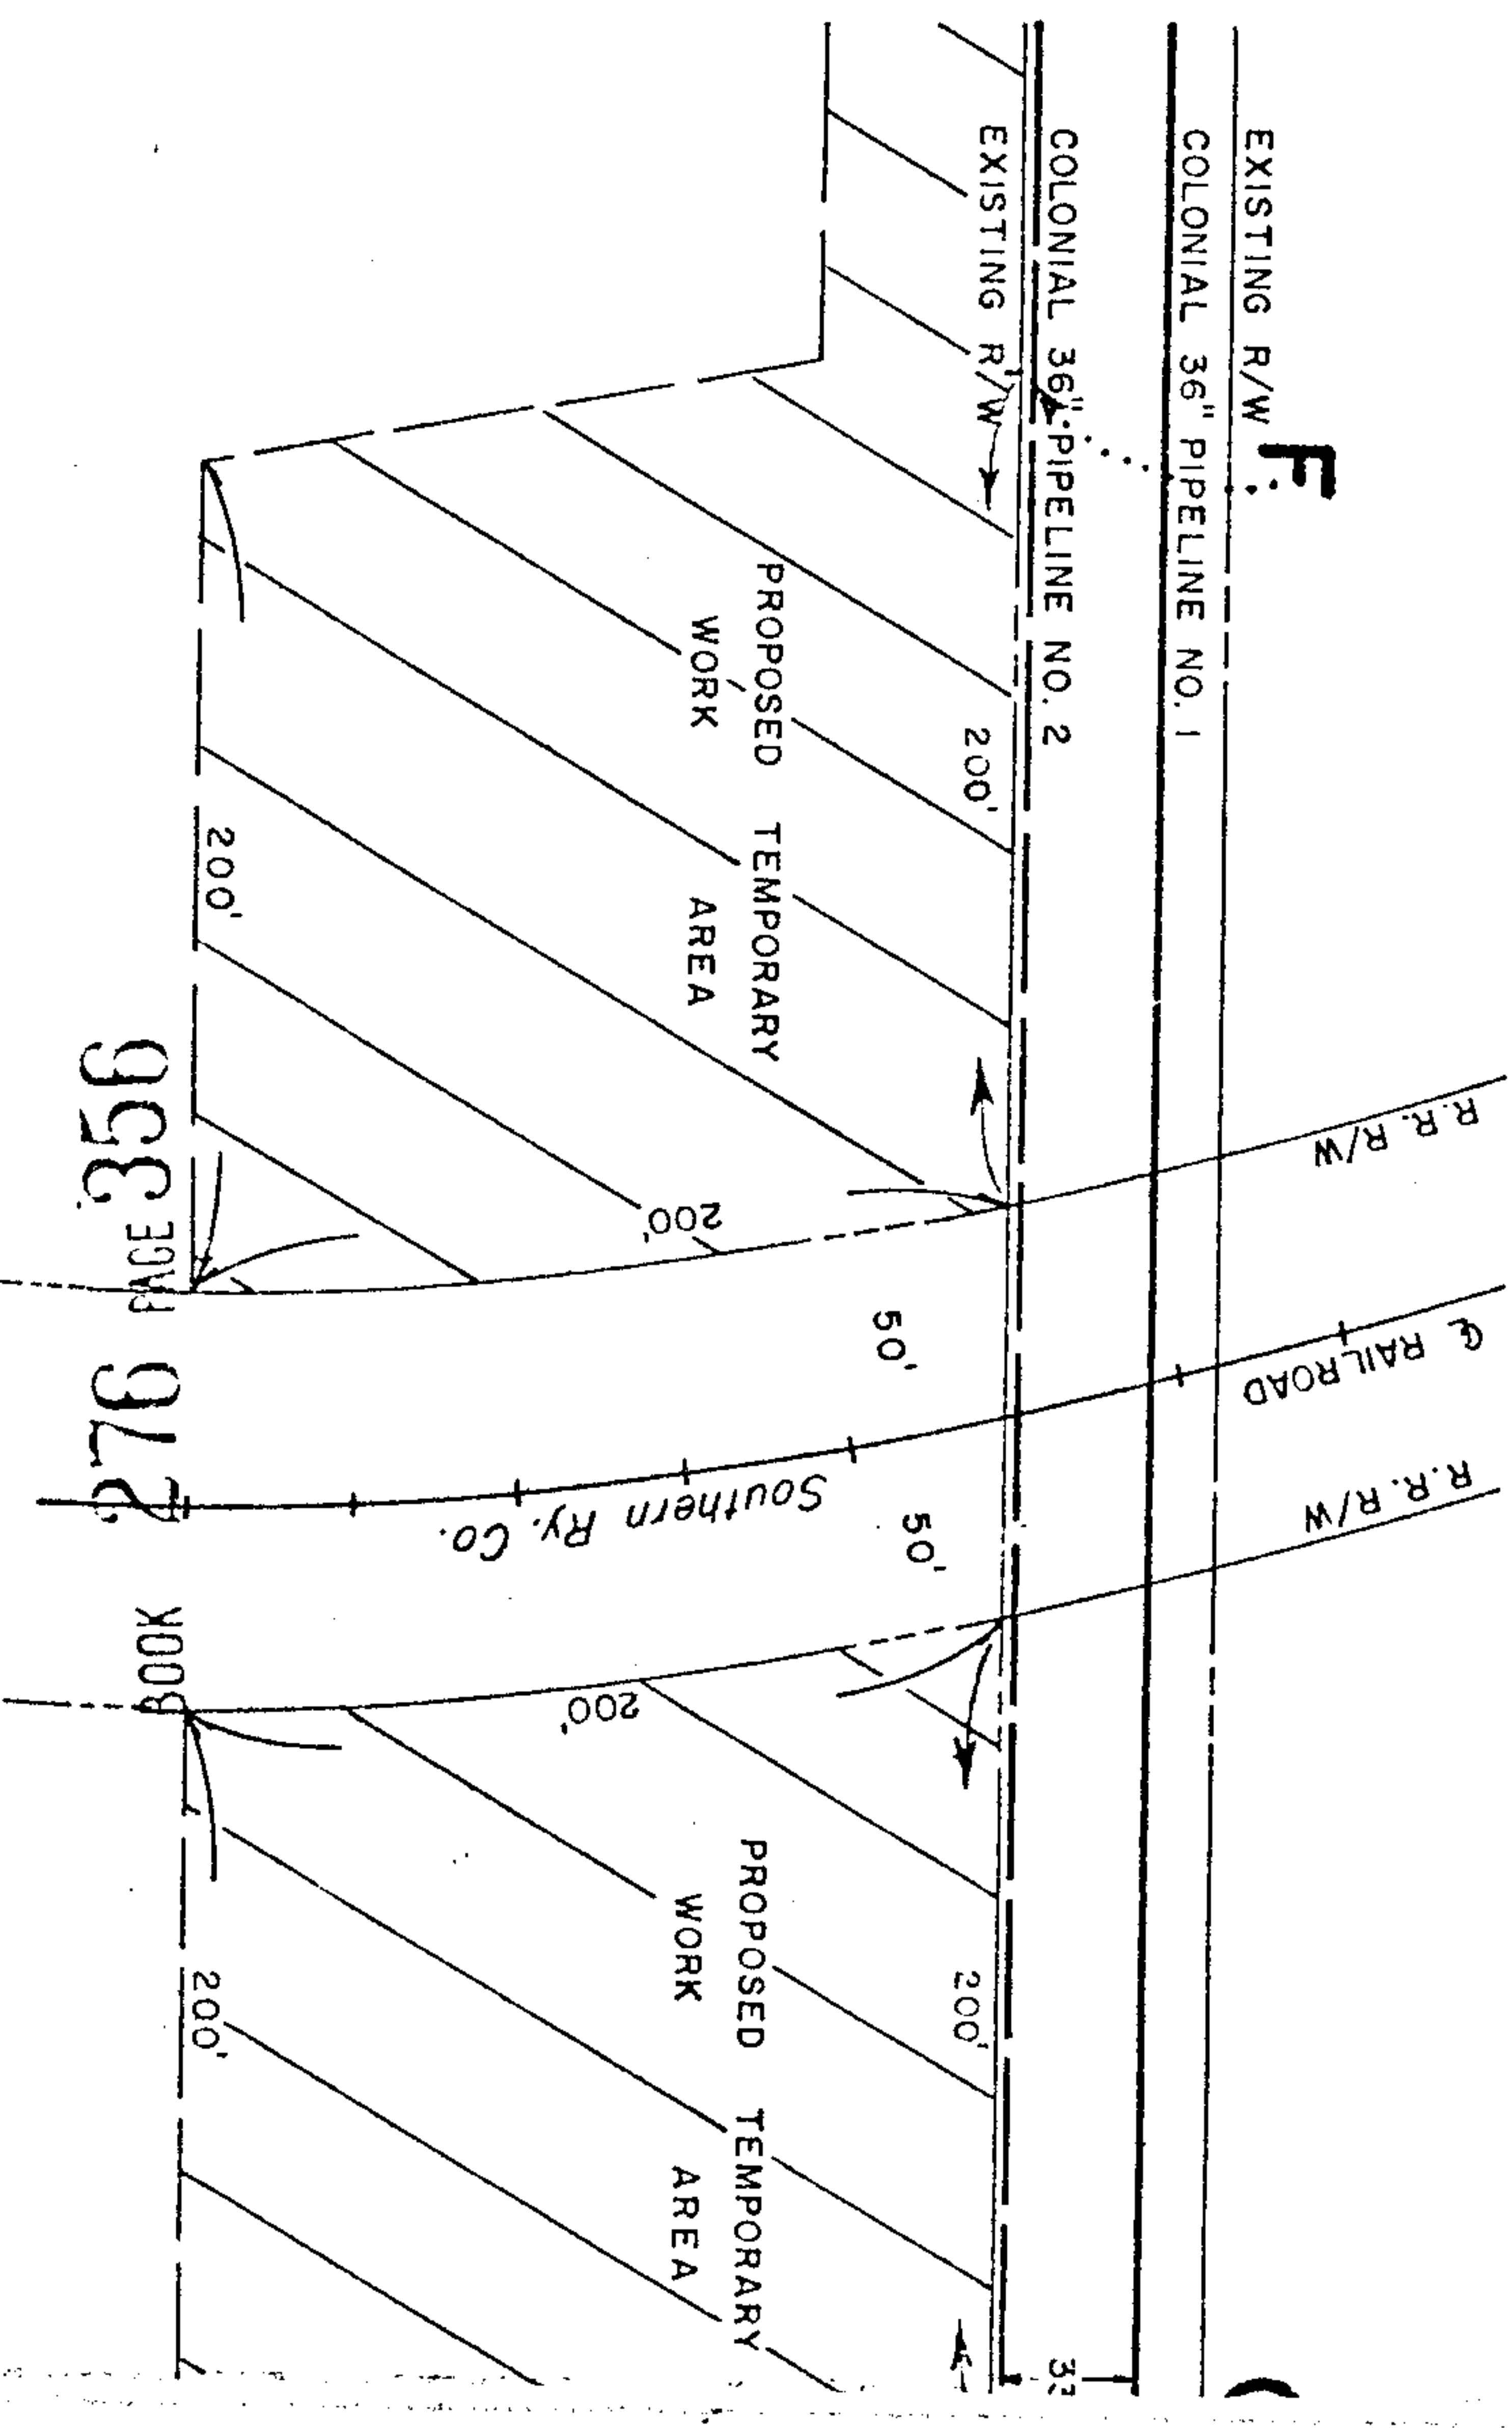 EXISTING R/W
F
COLONIAL 36" PIPELINE NO. 1
COLONIAL 36" PIPELINE NO. 2
EXISTING R/W
200'
PROPOSED TEMPORARY
WORK AREA
200'
200'
R.R. R/W
50'
℄ RAILROAD
Southern Ry. Co.
50'
R.R. R/W
200'
200'
PROPOSED TEMPORARY
WORK AREA
200'
BOOK 276 PAGE 356